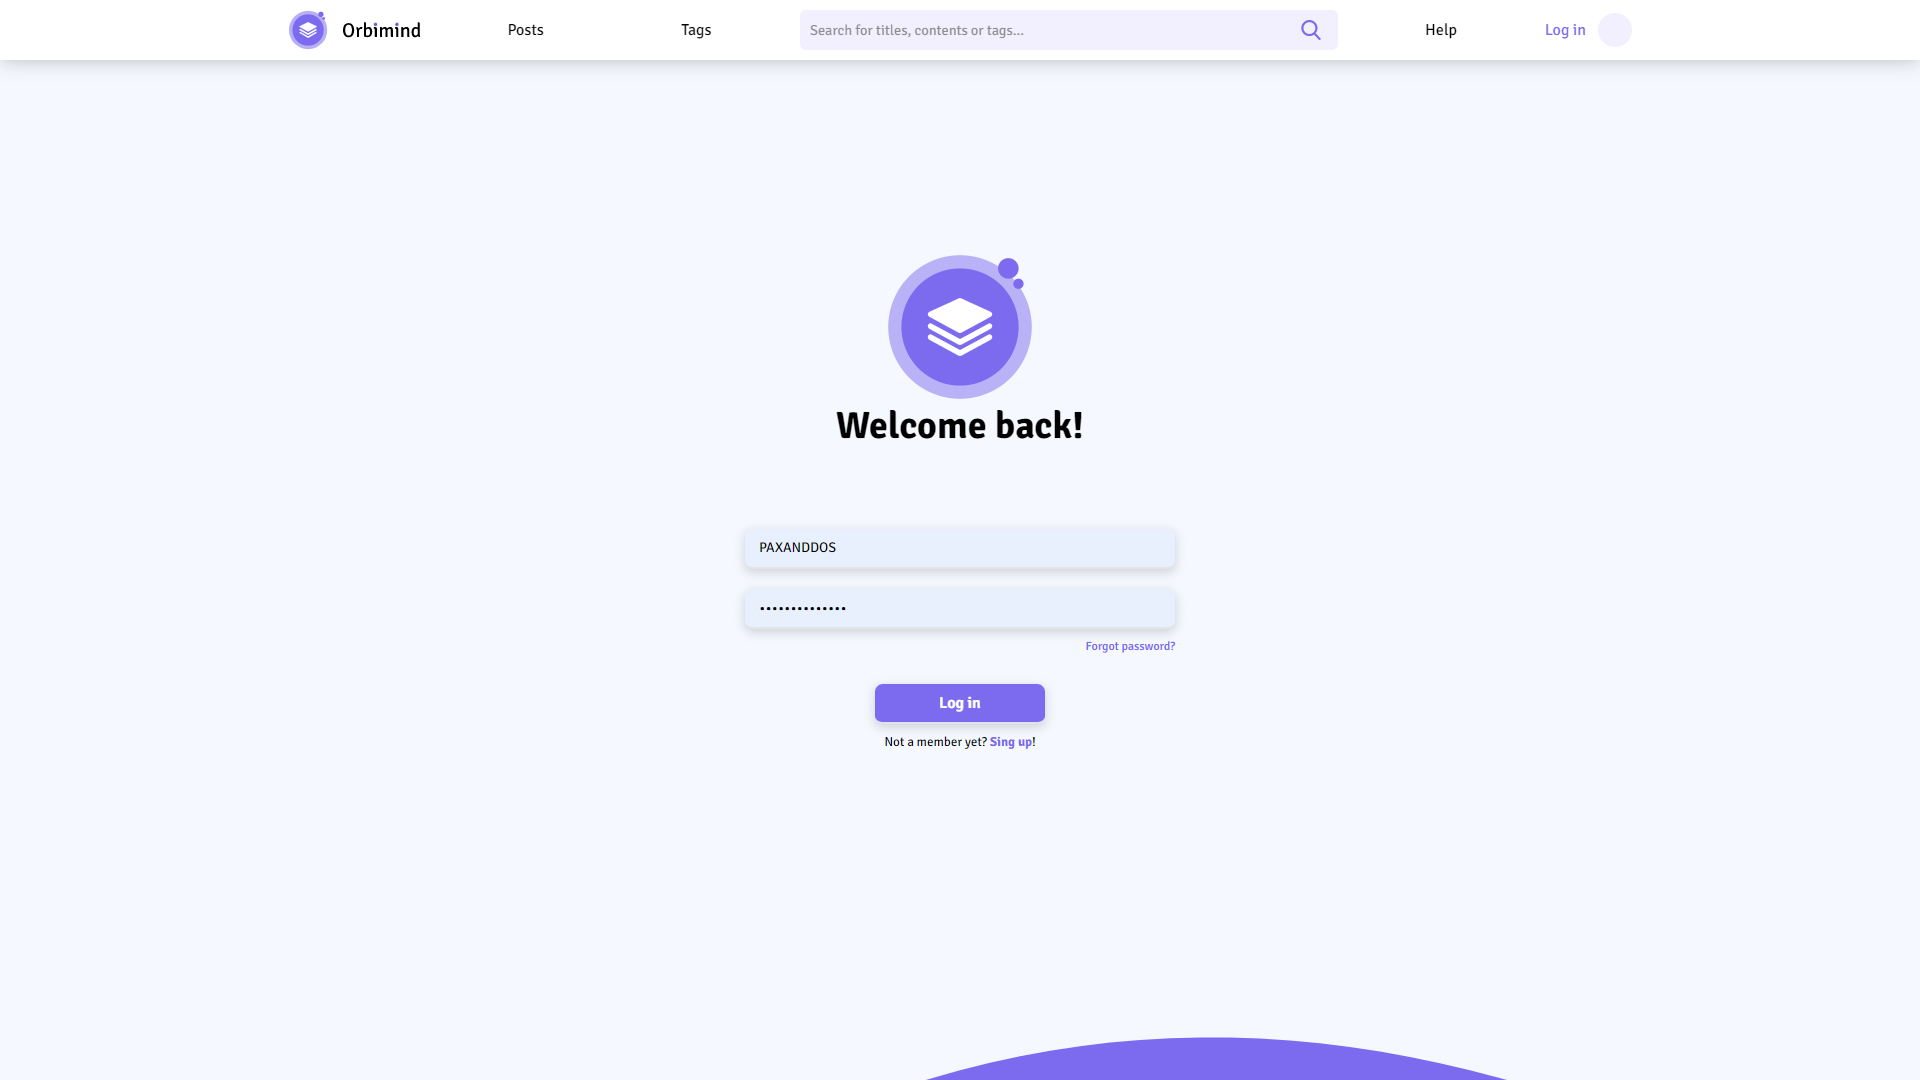 Orbimind
Posts
Tags
Search for titles, contents or tags...
Help
Log in
Welcome back!
PAXANDDOS
••••••••••••••
Forgot password?
Log in
Not a member yet? Sing up!